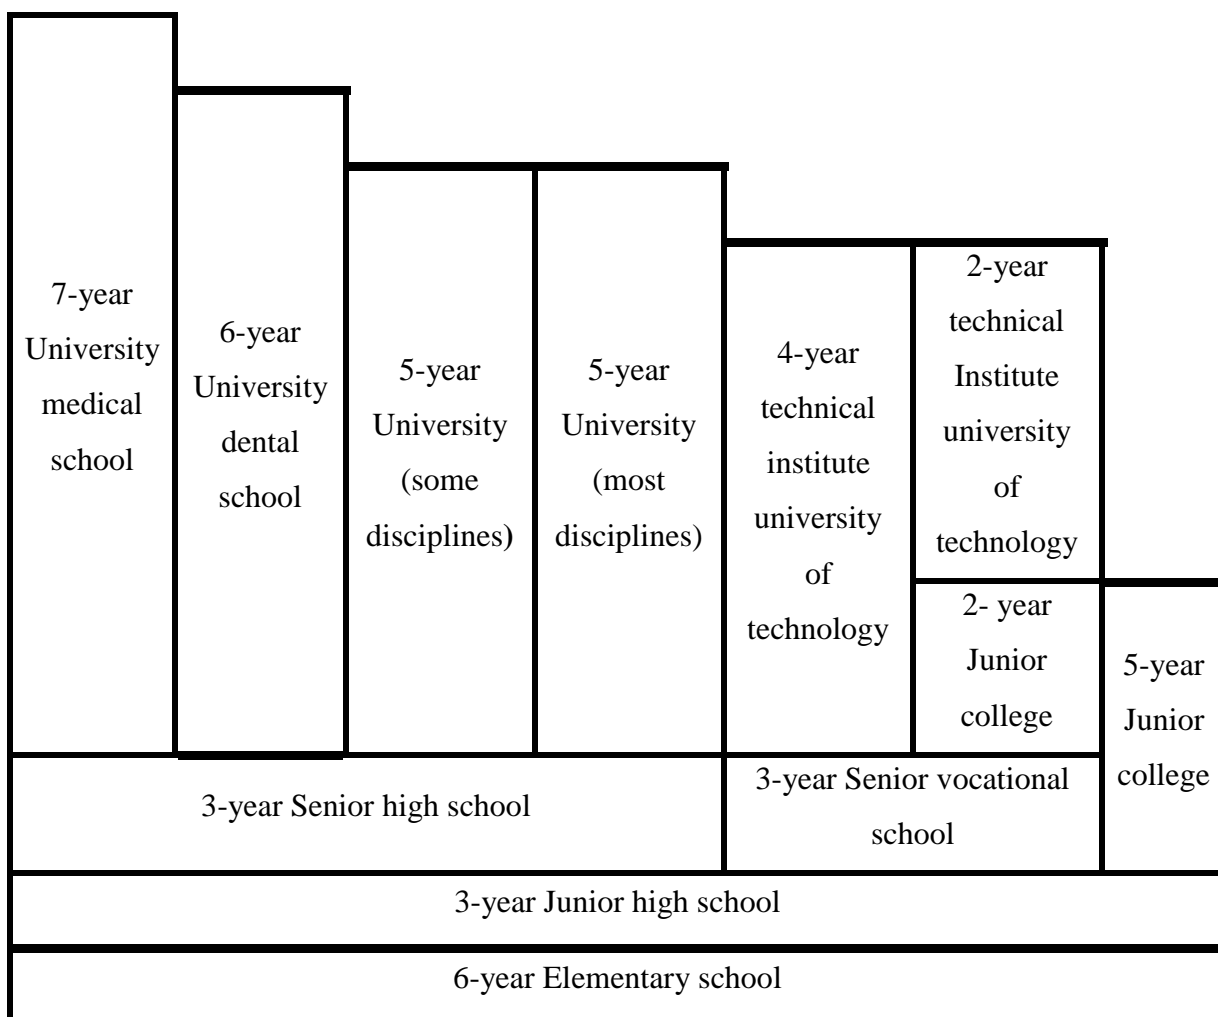 7-year
University
medical
school
6-year
University
dental
school
5-year
University
(some
disciplines)
5-year
University
(most
disciplines)
4-year
technical
institute
university
of
technology
2-year
technical
Institute
university
of
technology
2- year
Junior
college
5-year
Junior
college
3-year Senior high school
3-year Senior vocational
school
3-year Junior high school
6-year Elementary school